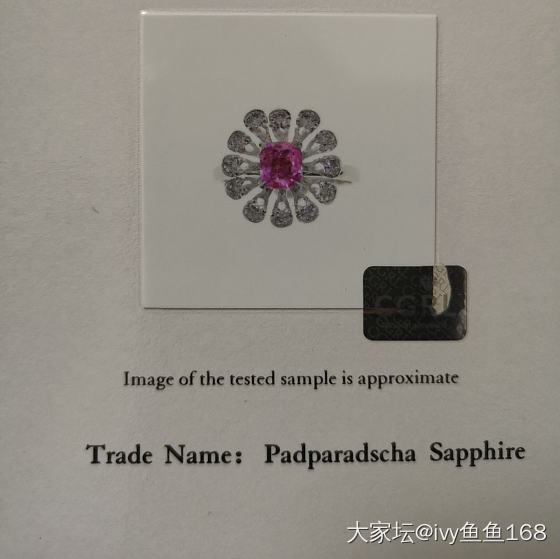 CGRL
Image of the tested sample is approximate
Trade Name: Padparadscha Sapphire
大家坛@ivy鱼鱼168